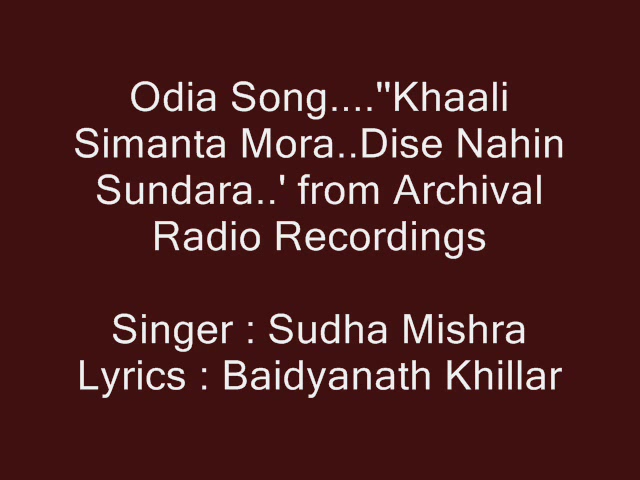 Odia Song....''Khaali
Simanta Mora..Dise Nahin
Sundara..' from Archival
Radio Recordings
Singer : Sudha Mishra
Lyrics : Baidyanath Khillar